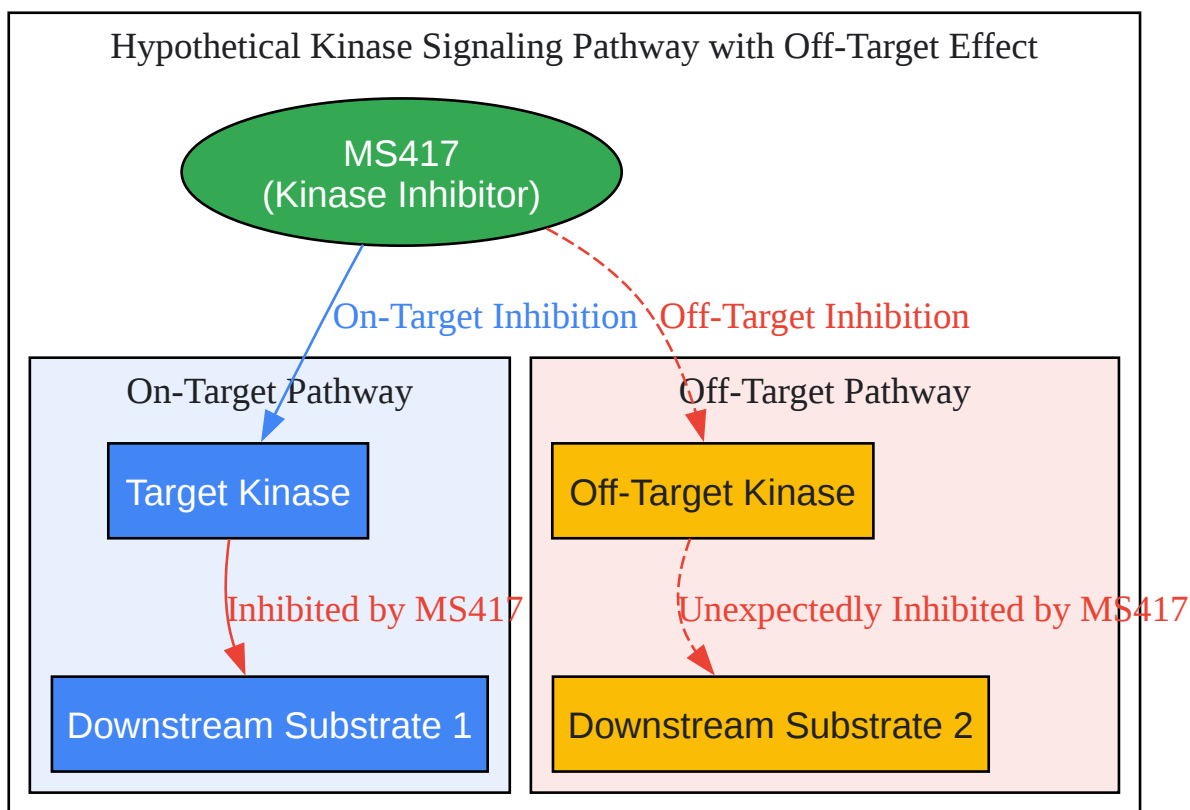 Hypothetical Kinase Signaling Pathway with Off-Target Effect
MS417
(Kinase Inhibitor)
On-Target Inhibition
Off-Target Inhibition
On-Target Pathway
Off-Target Pathway
Target Kinase
Off-Target Kinase
Inhibited by MS417
Unexpectedly Inhibited by MS417
Downstream Substrate 1
Downstream Substrate 2